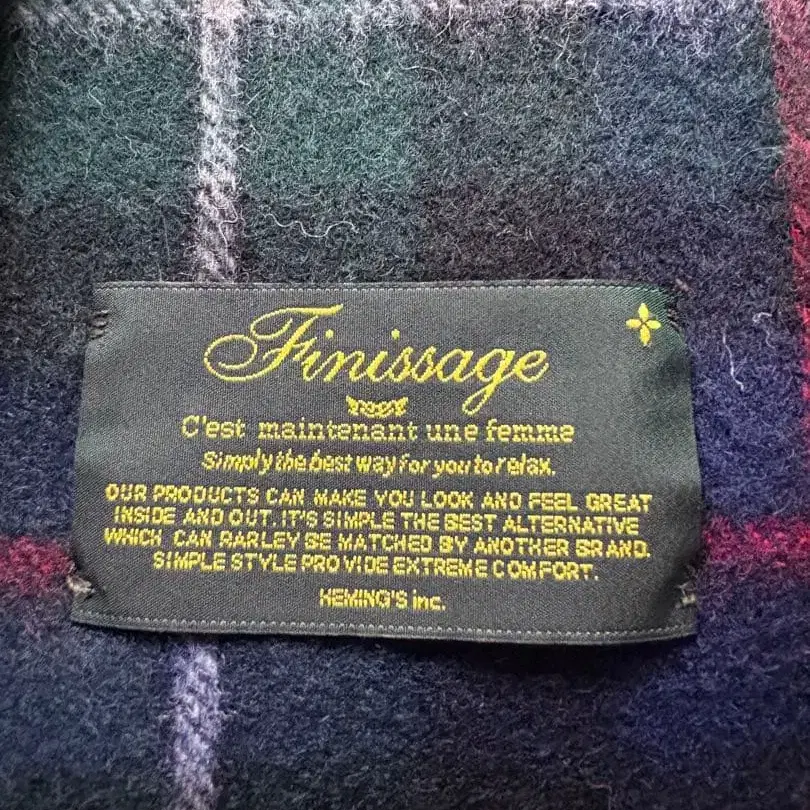 Finissage
C'est maintenant une femme
Simply the best way for you to relax.
OUR PRODUCTS CAN MAKE YOU LOOK AND FEEL GREAT
INSIDE AND OUT. IT'S SIMPLE THE BEST ALTERNATIVE
WHICH CAN RARLEY BE MATCHED BY ANOTHER BRAND.
SIMPLE STYLE PROVIDE EXTREME COMFORT.
HEMING'S inc.